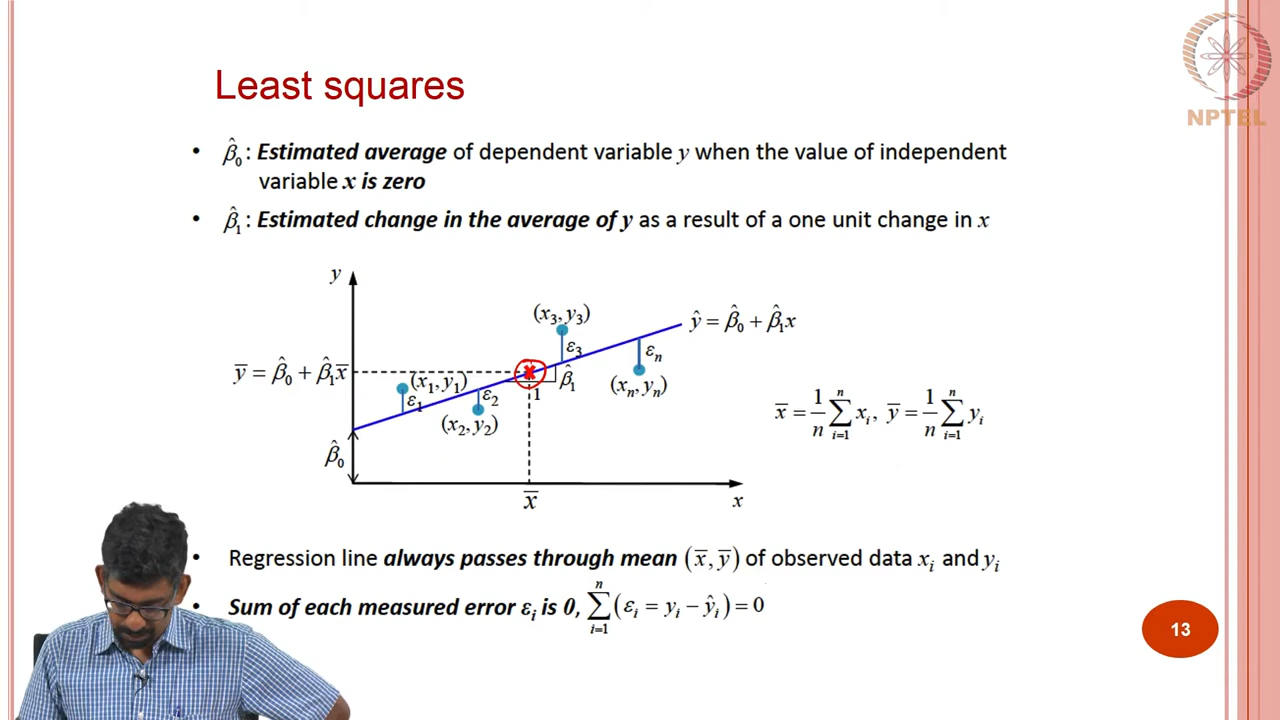 NPTEL
Least squares
• β̂₀ : Estimated average of dependent variable y when the value of independent
variable x is zero
• β̂₁ : Estimated change in the average of y as a result of a one unit change in x
y
(x₃, y₃)
ŷ = β̂₀ + β̂₁x
ε₃
εₙ
y̅ = β̂₀ + β̂₁x̅
(x₁, y₁)
β̂₁
(xₙ, yₙ)
ε₁
ε₂
1
(x₂, y₂)
x̅ = 1/n ∑ᵢ₌₁ⁿ xᵢ, y̅ = 1/n ∑ᵢ₌₁ⁿ yᵢ
β̂₀
x̅
x
• Regression line always passes through mean (x̅, y̅) of observed data xᵢ and yᵢ
• Sum of each measured error εᵢ is 0, ∑ᵢ₌₁ⁿ (εᵢ = yᵢ − ŷᵢ) = 0
13